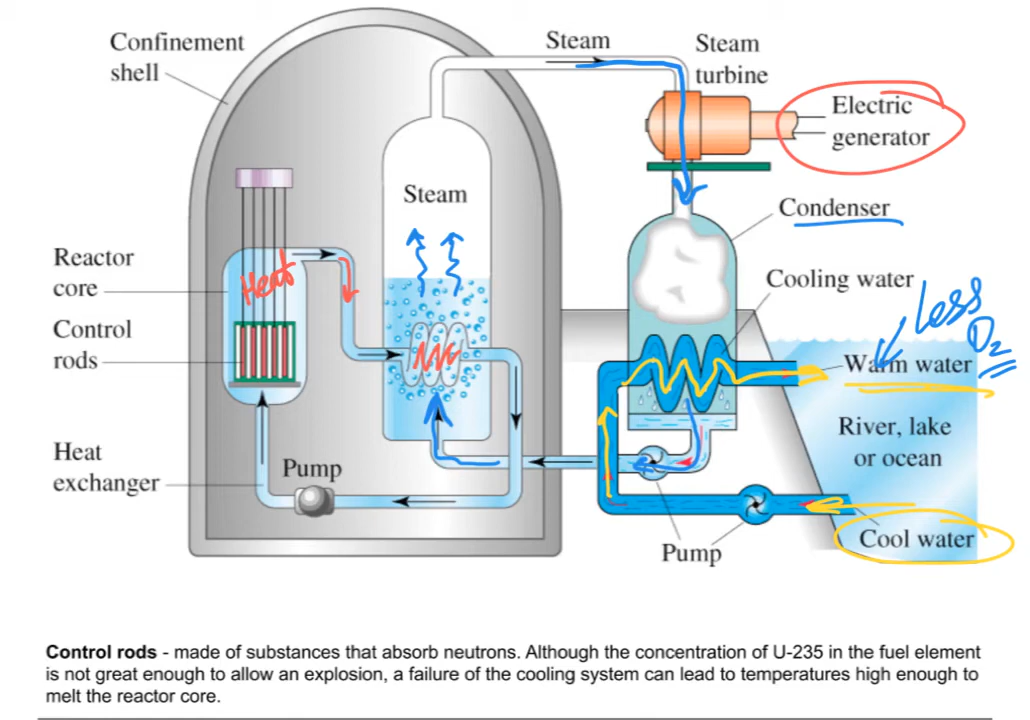 Confinement
shell
Steam
Steam
turbine
Electric
generator
Steam
Condenser
Reactor
core
Heat
Cooling water
Less
O2
Control
rods
Warm water
River, lake
or ocean
Heat
exchanger
Pump
Cool water
Pump
Control rods - made of substances that absorb neutrons. Although the concentration of U-235 in the fuel element
is not great enough to allow an explosion, a failure of the cooling system can lead to temperatures high enough to
melt the reactor core.